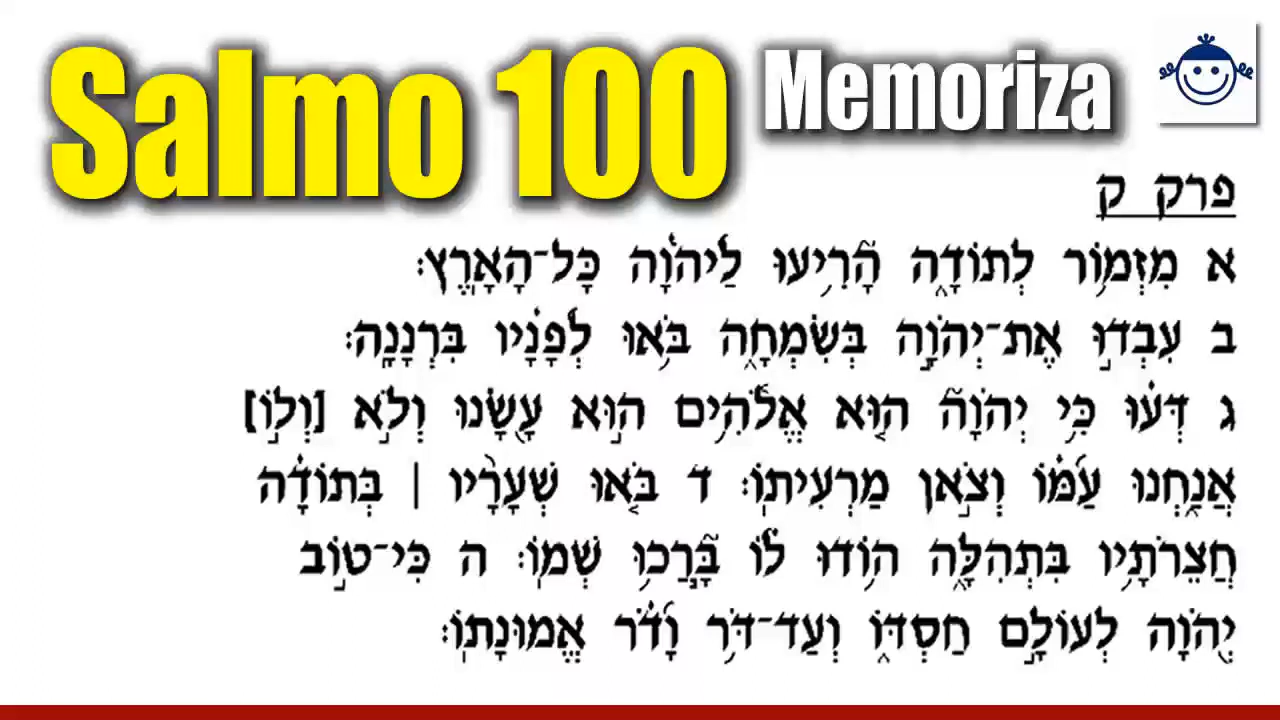 Salmo 100 Memoriza
פרק ק
א מִזְמ֥וֹר לְתוֹדָ֑ה הָ֝רִ֥יעוּ לַ֝יהוָ֗ה כָּל־הָאָֽרֶץ׃
ב עִבְד֣וּ אֶת־יְהוָ֣ה בְּשִׂמְחָ֑ה בֹּ֥אוּ לְ֝פָנָ֗יו בִּרְנָנָֽה׃
ג דְּע֗וּ כִּֽי־ יְהוָה֮ ה֤וּא אֱלֹ֫הִ֥ים ה֣וּא עָ֭שָׂנוּ וְלֹ֣א [וְל֣וֹ]
אֲנַ֑חְנוּ עַ֝מּ֗וֹ וְצֹ֣אן מַרְעִיתֽוֹ׃ ד בֹּ֤אוּ שְׁעָרָ֨יו | בְּתוֹדָ֗ה
חֲצֵרֹתָ֥יו בִּתְהִלָּ֑ה ה֥וֹדוּ ל֝֗וֹ בָּרֲכ֥וּ שְׁמֽוֹ׃ ה כִּי־ט֣וֹב
יְ֭הוָה לְעוֹלָ֣ם חַסְדּ֑וֹ וְעַד־דֹּ֥ר וָ֝דֹ֗ר אֱמוּנָתֽוֹ׃